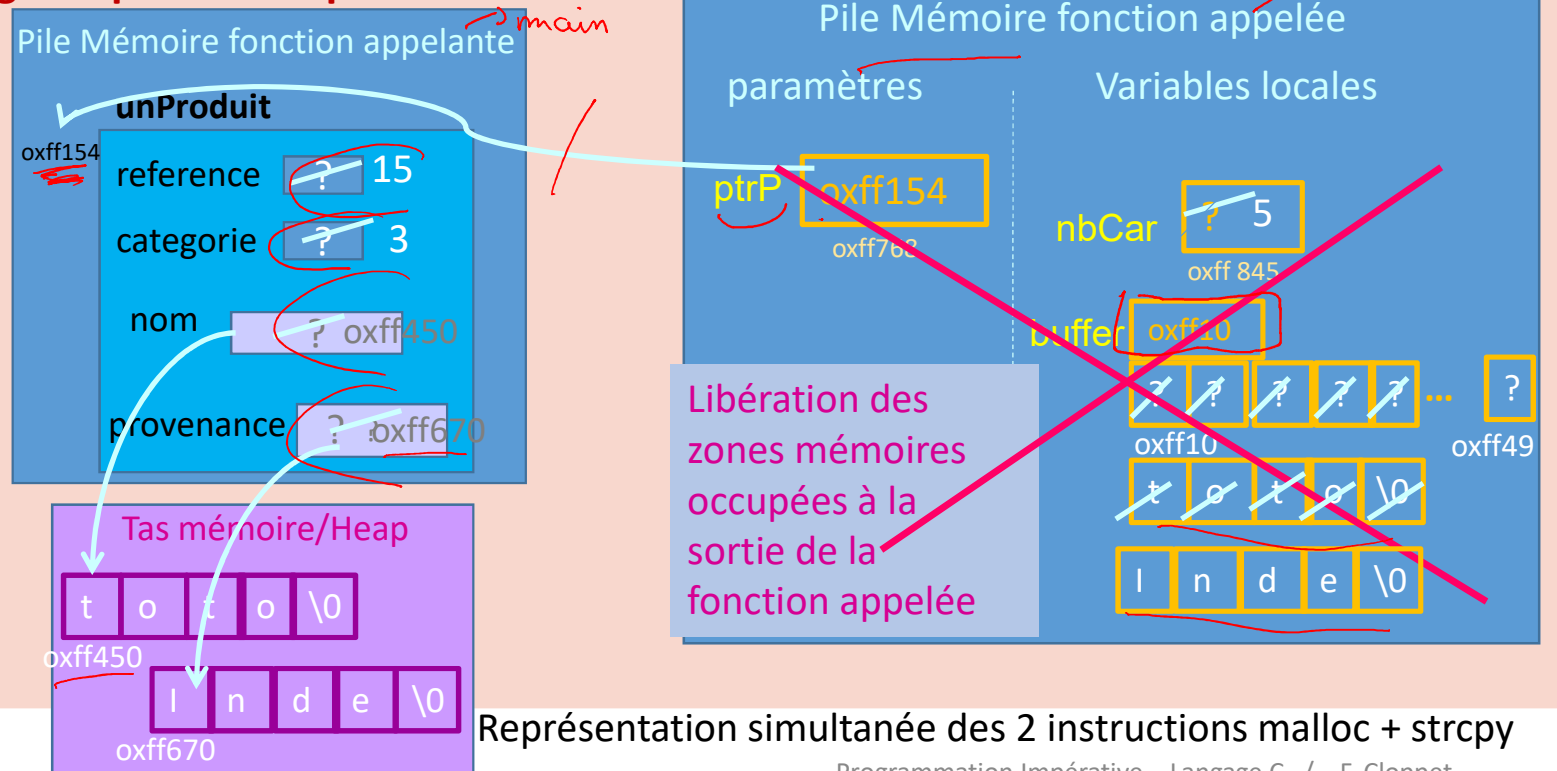 main
Pile Mémoire fonction appelante
unProduit
oxff154
reference ? 15
categorie ? 3
nom ? oxff450
provenance ? ? oxff670
Tas mémoire/Heap
t o t o \0
oxff450
I n d e \0
oxff670
Pile Mémoire fonction appelée
paramètres
Variables locales
ptrP oxff154
nbCar ? 5
oxff 845
buffer oxff10
? ? ? ? ? ... ?
oxff10
oxff49
t o t o \0
I n d e \0
Libération des
zones mémoires
occupées à la
sortie de la
fonction appelée
Représentation simultanée des 2 instructions malloc + strcpy